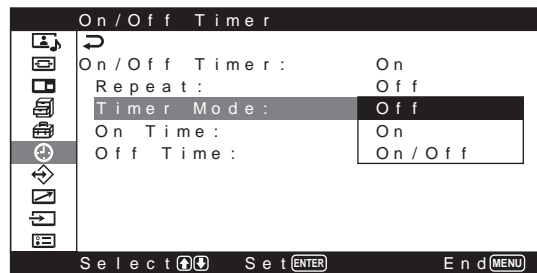 On/Off Timer
On/Off Timer: On
Repeat: Off
Timer Mode: Off
On Time: On
Off Time: On/Off
Select Set ENTER End MENU